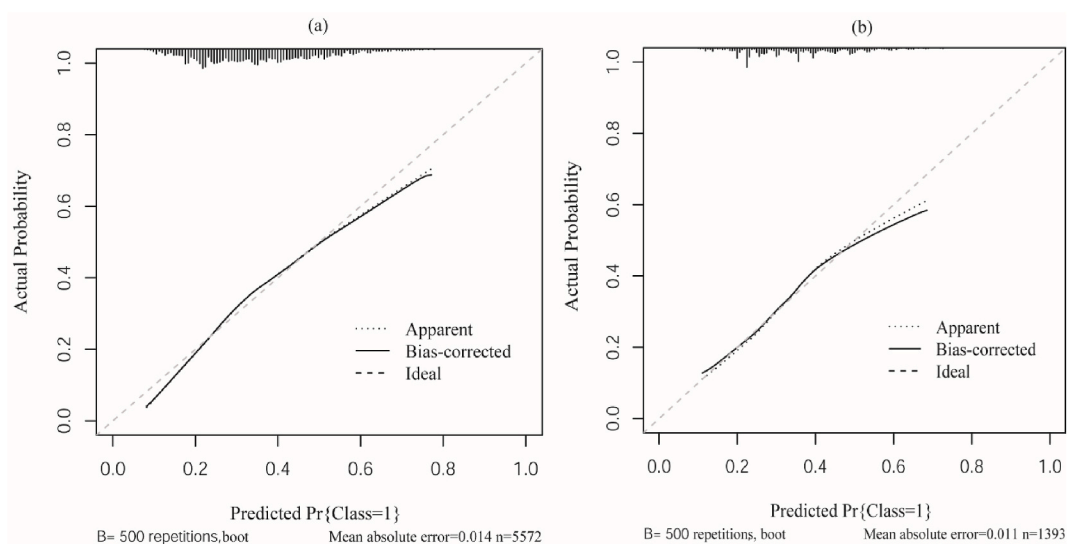 (a)
1.0
0.8
0.6
0.4
0.2
0.0
Actual Probability
Apparent
Bias-corrected
Ideal
0.0 0.2 0.4 0.6 0.8 1.0
Predicted Pr{Class=1}
B= 500 repetitions,boot Mean absolute error=0.014 n=5572
(b)
1.0
0.8
0.6
0.4
0.2
0.0
Actual Probability
Apparent
Bias-corrected
Ideal
0.0 0.2 0.4 0.6 0.8 1.0
Predicted Pr{Class=1}
B= 500 repetitions, boot Mean absolute error=0.011 n=1393